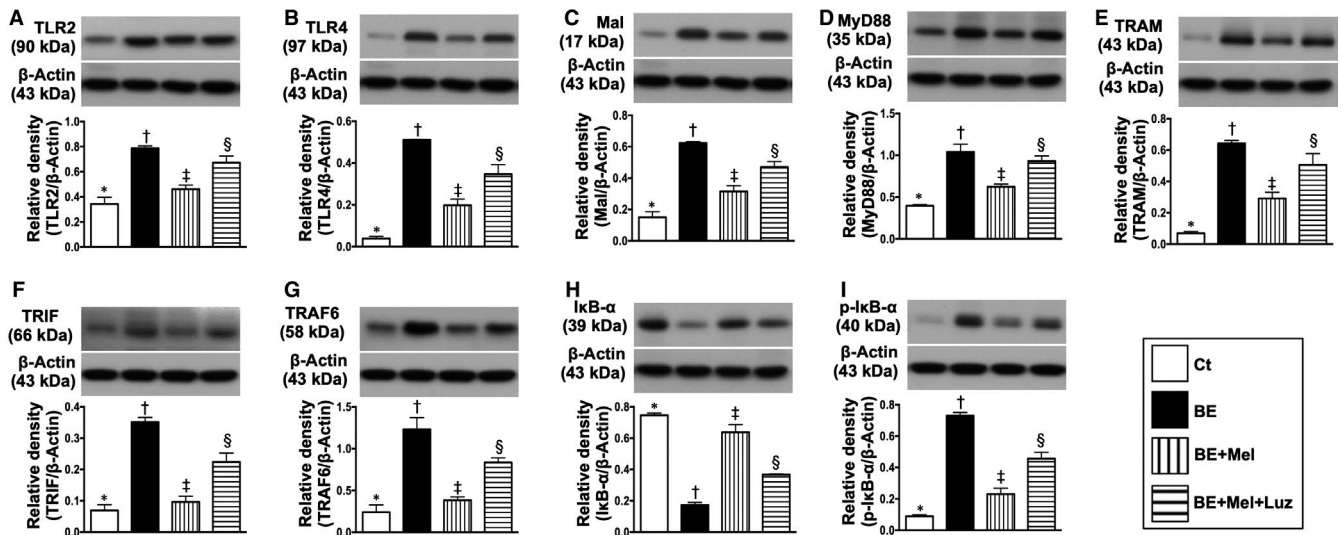 A
TLR2
(90 kDa)
β-Actin
(43 kDa)
Relative density
(TLR2/β-Actin)
1.0
0.8
0.6
0.4
0.2
0.0
*
†
‡
§
B
TLR4
(97 kDa)
β-Actin
(43 kDa)
Relative density
(TLR4/β-Actin)
0.6
0.4
0.2
0.0
*
†
‡
§
C
Mal
(17 kDa)
β-Actin
(43 kDa)
Relative density
(Mal/β-Actin)
0.8
0.6
0.4
0.2
0.0
*
†
‡
§
D
MyD88
(35 kDa)
β-Actin
(43 kDa)
Relative density
(MyD88/β-Actin)
1.5
1.0
0.5
0.0
*
†
‡
§
E
TRAM
(43 kDa)
β-Actin
(43 kDa)
Relative density
(TRAM/β-Actin)
0.8
0.6
0.4
0.2
0.0
*
†
‡
§
F
TRIF
(66 kDa)
β-Actin
(43 kDa)
Relative density
(TRIF/β-Actin)
0.4
0.3
0.2
0.1
0.0
*
†
‡
§
G
TRAF6
(58 kDa)
β-Actin
(43 kDa)
Relative density
(TRAF6/β-Actin)
1.5
1.2
0.9
0.6
0.3
0.0
*
†
‡
§
H
IκB-α
(39 kDa)
β-Actin
(43 kDa)
Relative density
(IκB-α/β-Actin)
0.8
0.6
0.4
0.2
0.0
*
†
‡
§
I
p-IκB-α
(40 kDa)
β-Actin
(43 kDa)
Relative density
(p-IκB-α/β-Actin)
0.8
0.6
0.4
0.2
0.0
*
†
‡
§
Ct
BE
BE+Mel
BE+Mel+Luz